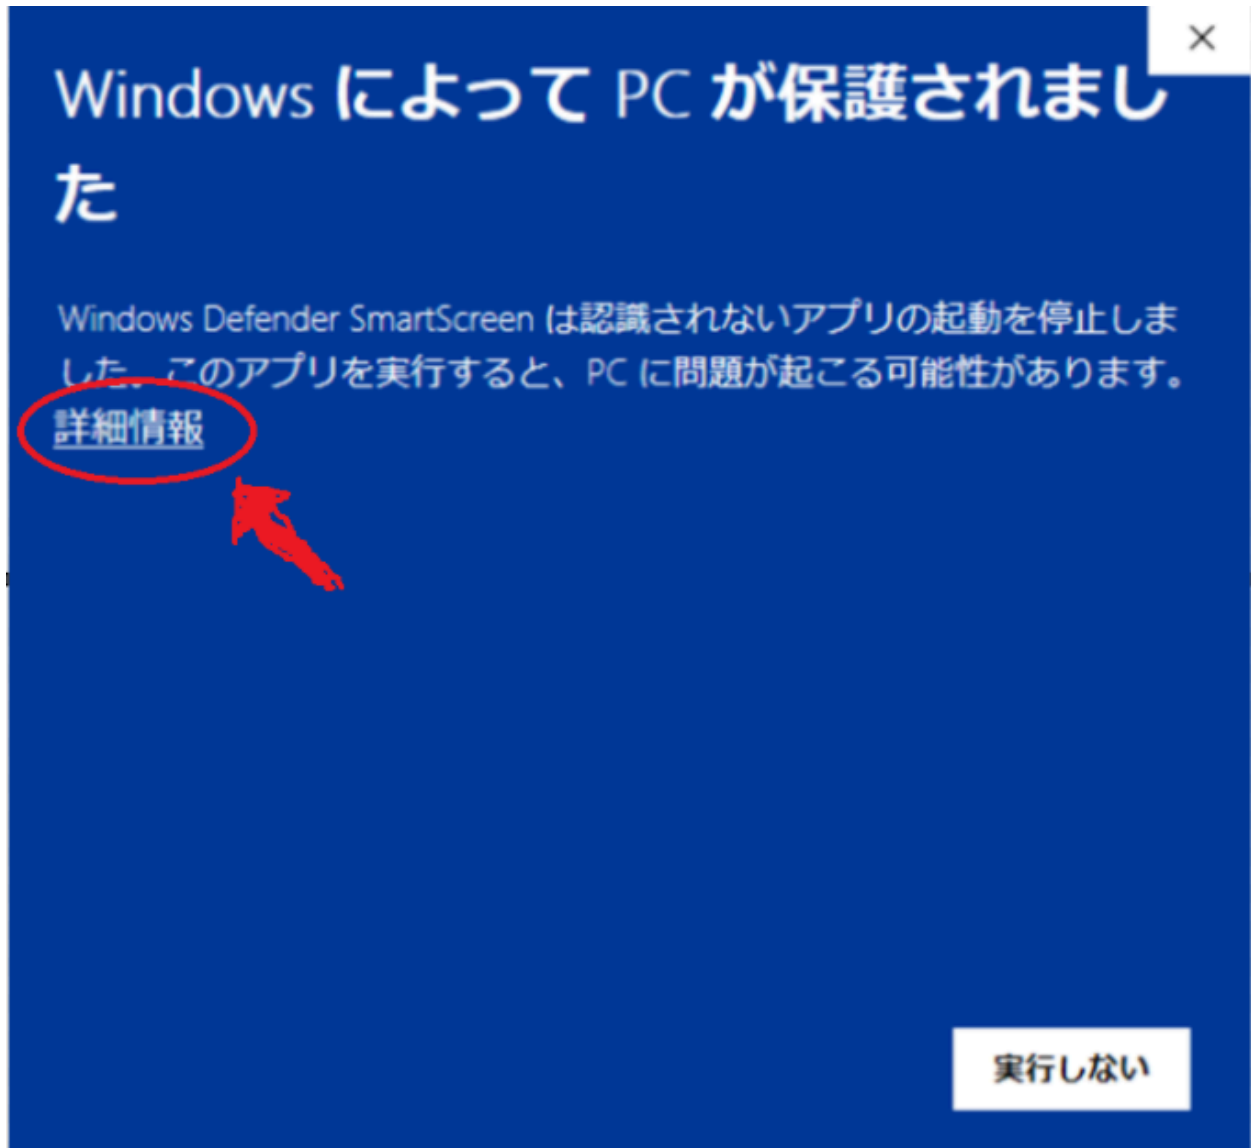 Windows によって PC が保護されまし
た
Windows Defender SmartScreen は認識されないアプリの起動を停止しま
した。このアプリを実行すると、PC に問題が起こる可能性があります。
詳細情報
実行しない